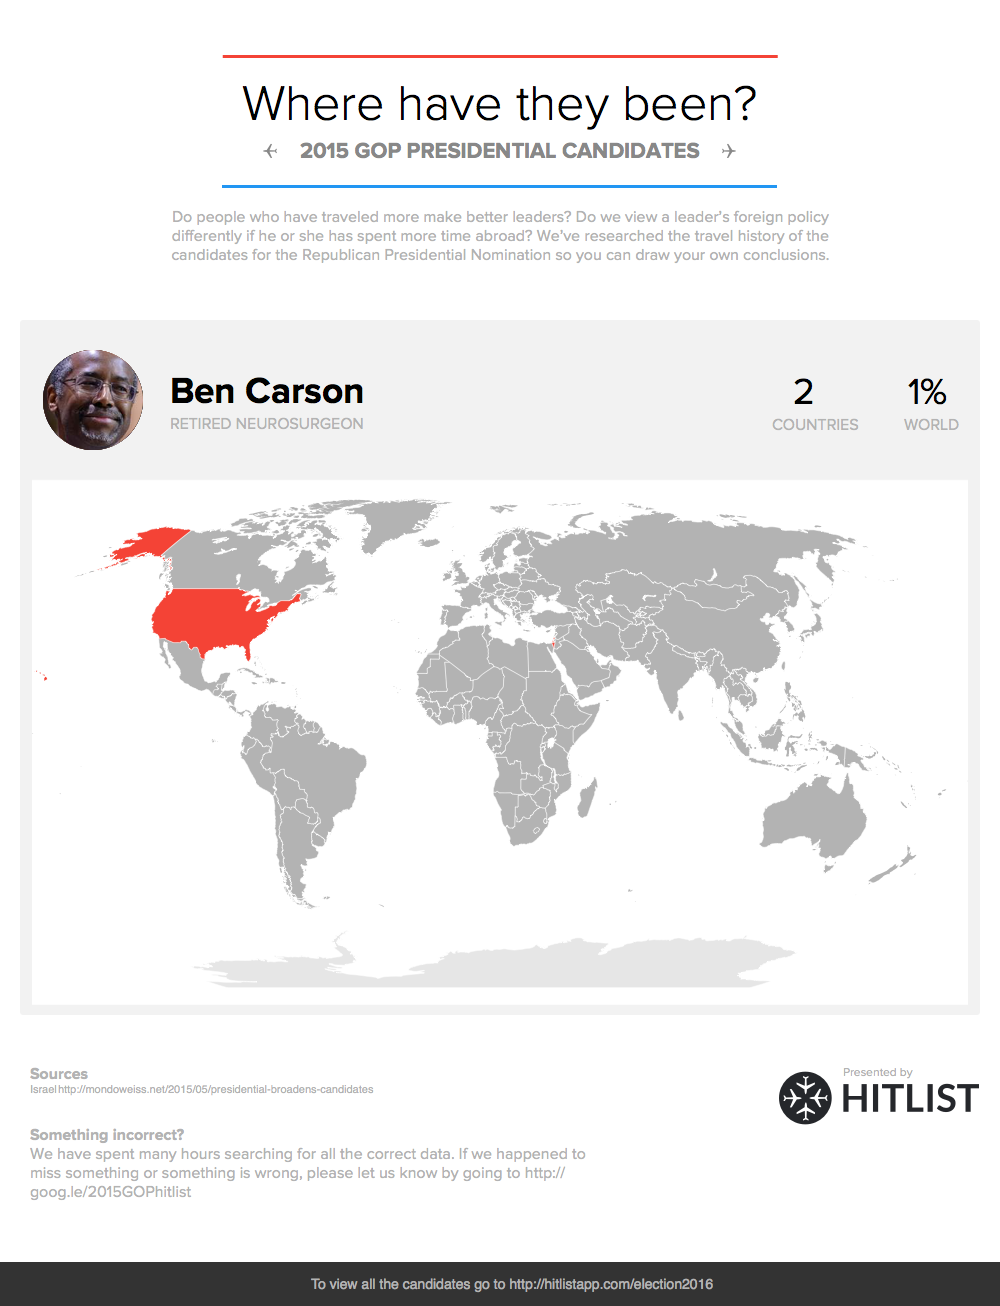 Where have they been?
2015 GOP PRESIDENTIAL CANDIDATES
Do people who have traveled more make better leaders? Do we view a leader's foreign policy
differently if he or she has spent more time abroad? We've researched the travel history of the
candidates for the Republican Presidential Nomination so you can draw your own conclusions.
Ben Carson
RETIRED NEUROSURGEON
2
COUNTRIES
1%
WORLD
Sources
Israel http://mondoweiss.net/2015/05/presidential-broadens-candidates
Presented by
HITLIST
Something incorrect?
We have spent many hours searching for all the correct data. If we happened to
miss something or something is wrong, please let us know by going to http://
goog.le/2015GOPhitlist
To view all the candidates go to http://hitlistapp.com/election2016